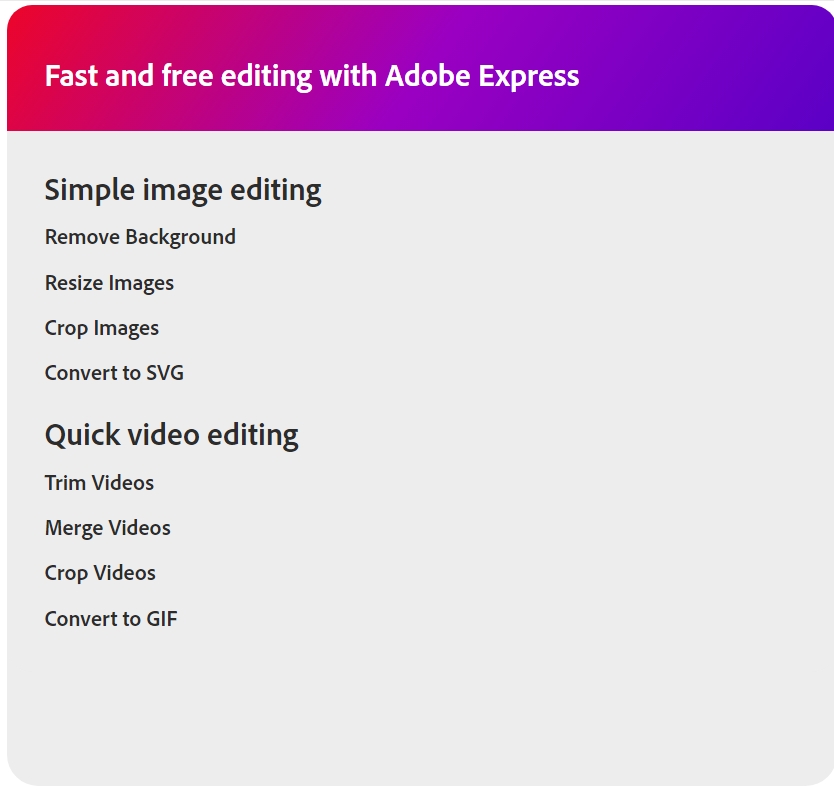 Fast and free editing with Adobe Express
Simple image editing
Remove Background
Resize Images
Crop Images
Convert to SVG
Quick video editing
Trim Videos
Merge Videos
Crop Videos
Convert to GIF